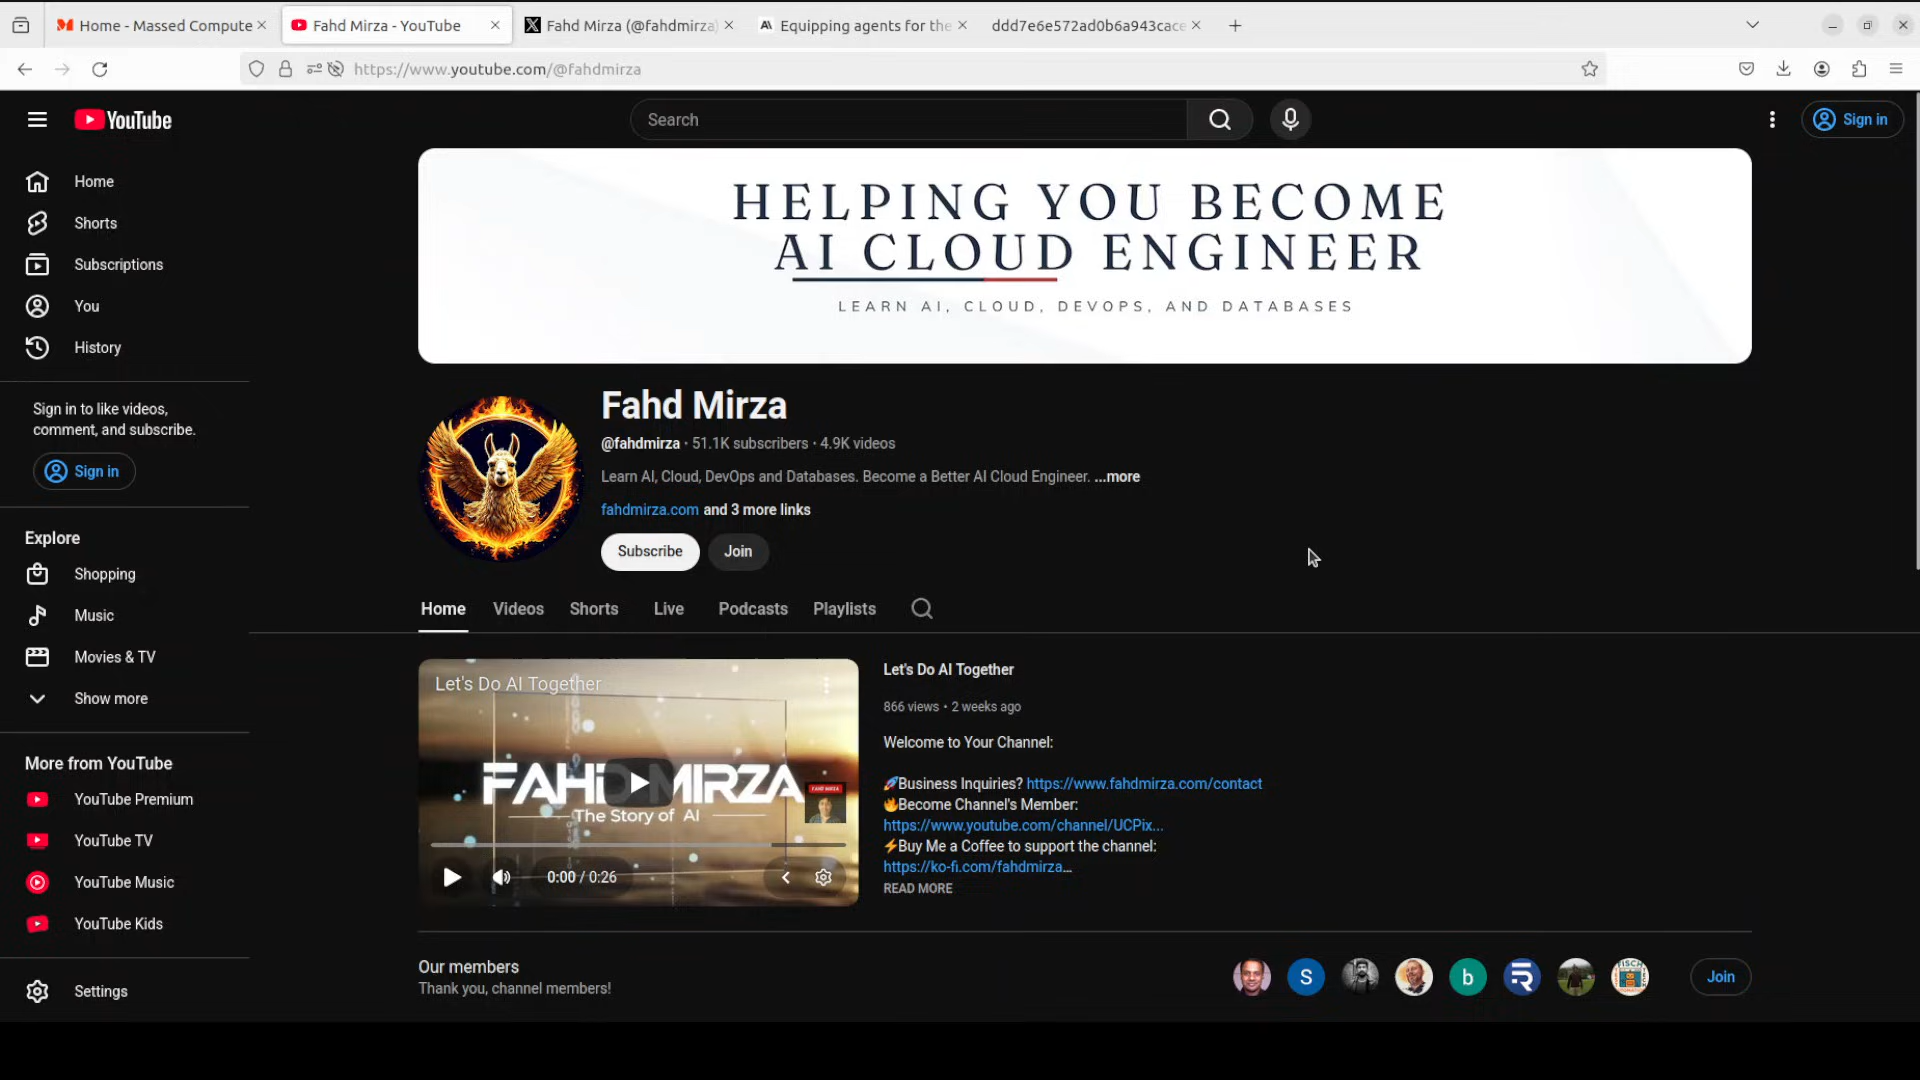 Home - Massed Compute
Fahd Mirza - YouTube
Fahd Mirza (@fahdmirza)
Equipping agents for the
ddd7e6e572ad0b6a943cace
https://www.youtube.com/@fahdmirza
YouTube
Search
Sign in
Home
Shorts
Subscriptions
You
History
Sign in to like videos,
comment, and subscribe.
Sign in
Explore
Shopping
Music
Movies & TV
Show more
More from YouTube
YouTube Premium
YouTube TV
YouTube Music
YouTube Kids
Settings
HELPING YOU BECOME
AI CLOUD ENGINEER
LEARN AI, CLOUD, DEVOPS, AND DATABASES
Fahd Mirza
@fahdmirza · 51.1K subscribers · 4.9K videos
Learn AI, Cloud, DevOps and Databases. Become a Better AI Cloud Engineer. ...more
fahdmirza.com and 3 more links
Subscribe
Join
Home
Videos
Shorts
Live
Podcasts
Playlists
Let's Do AI Together
FAHD MIRZA
The Story of AI
FAHD MIRZA
0:00 / 0:26
Let's Do AI Together
866 views • 2 weeks ago
Welcome to Your Channel:
🚀Business Inquiries? https://www.fahdmirza.com/contact
🔥Become Channel's Member:
https://www.youtube.com/channel/UCPix...
⚡Buy Me a Coffee to support the channel:
https://ko-fi.com/fahdmirza...
READ MORE
Our members
Thank you, channel members!
S
b
Join